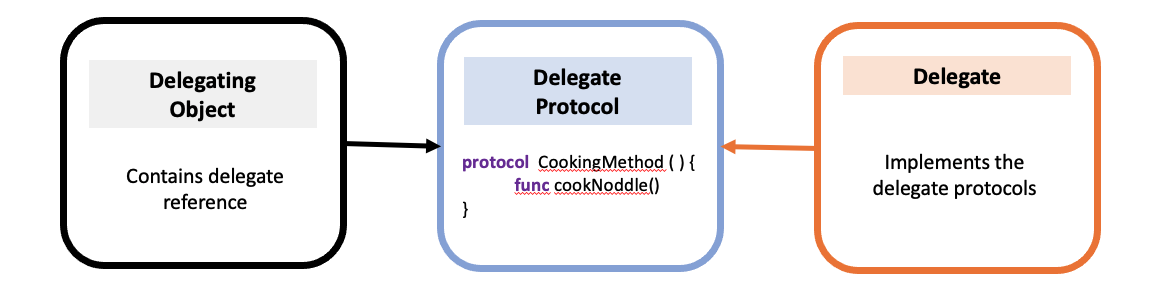 Delegating
Object
Contains delegate
reference
Delegate
Protocol
protocol CookingMethod ( ) {
func cookNoddle()
}
Delegate
Implements the
delegate protocols